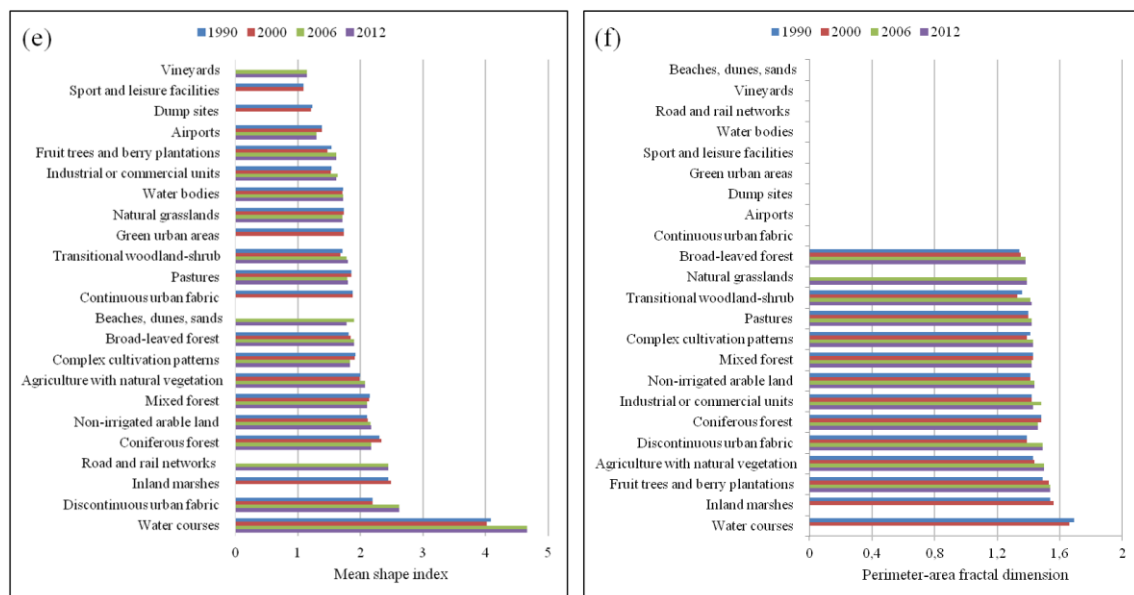 (e)
1990 2000 2006 2012
Vineyards
Sport and leisure facilities
Dump sites
Airports
Fruit trees and berry plantations
Industrial or commercial units
Water bodies
Natural grasslands
Green urban areas
Transitional woodland-shrub
Pastures
Continuous urban fabric
Beaches, dunes, sands
Broad-leaved forest
Complex cultivation patterns
Agriculture with natural vegetation
Mixed forest
Non-irrigated arable land
Coniferous forest
Road and rail networks
Inland marshes
Discontinuous urban fabric
Water courses
0 1 2 3 4 5
Mean shape index
(f)
1990 2000 2006 2012
Beaches, dunes, sands
Vineyards
Road and rail networks
Water bodies
Sport and leisure facilities
Green urban areas
Dump sites
Airports
Continuous urban fabric
Broad-leaved forest
Natural grasslands
Transitional woodland-shrub
Pastures
Complex cultivation patterns
Mixed forest
Non-irrigated arable land
Industrial or commercial units
Coniferous forest
Discontinuous urban fabric
Agriculture with natural vegetation
Fruit trees and berry plantations
Inland marshes
Water courses
0 0,4 0,8 1,2 1,6 2
Perimeter-area fractal dimension